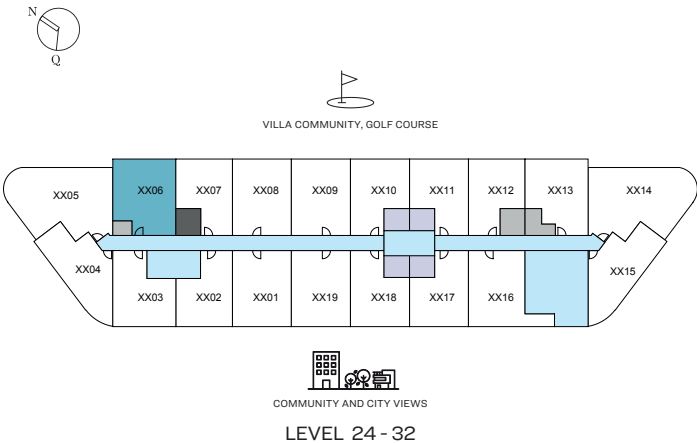 N
Q
VILLA COMMUNITY, GOLF COURSE
XX05 XX06 XX07 XX08 XX09 XX10 XX11 XX12 XX13 XX14
XX04 XX03 XX02 XX01 XX19 XX18 XX17 XX16 XX15
COMMUNITY AND CITY VIEWS
LEVEL 24 - 32